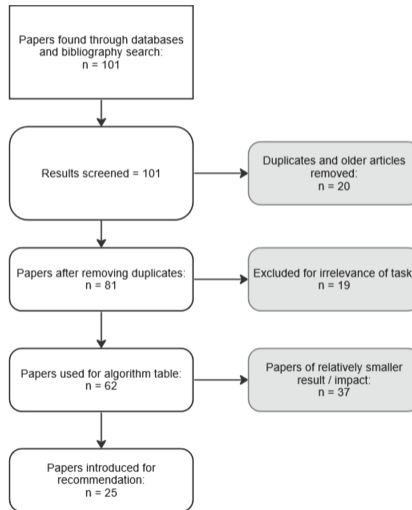 Papers found through databases
and bibliography search:
n = 101
Results screened = 101
Duplicates and older articles
removed:
n = 20
Papers after removing duplicates:
n = 81
Excluded for irrelevance of task
n = 19
Papers used for algorithm table:
n = 62
Papers of relatively smaller
result / impact:
n = 37
Papers introduced for
recommendation:
n = 25